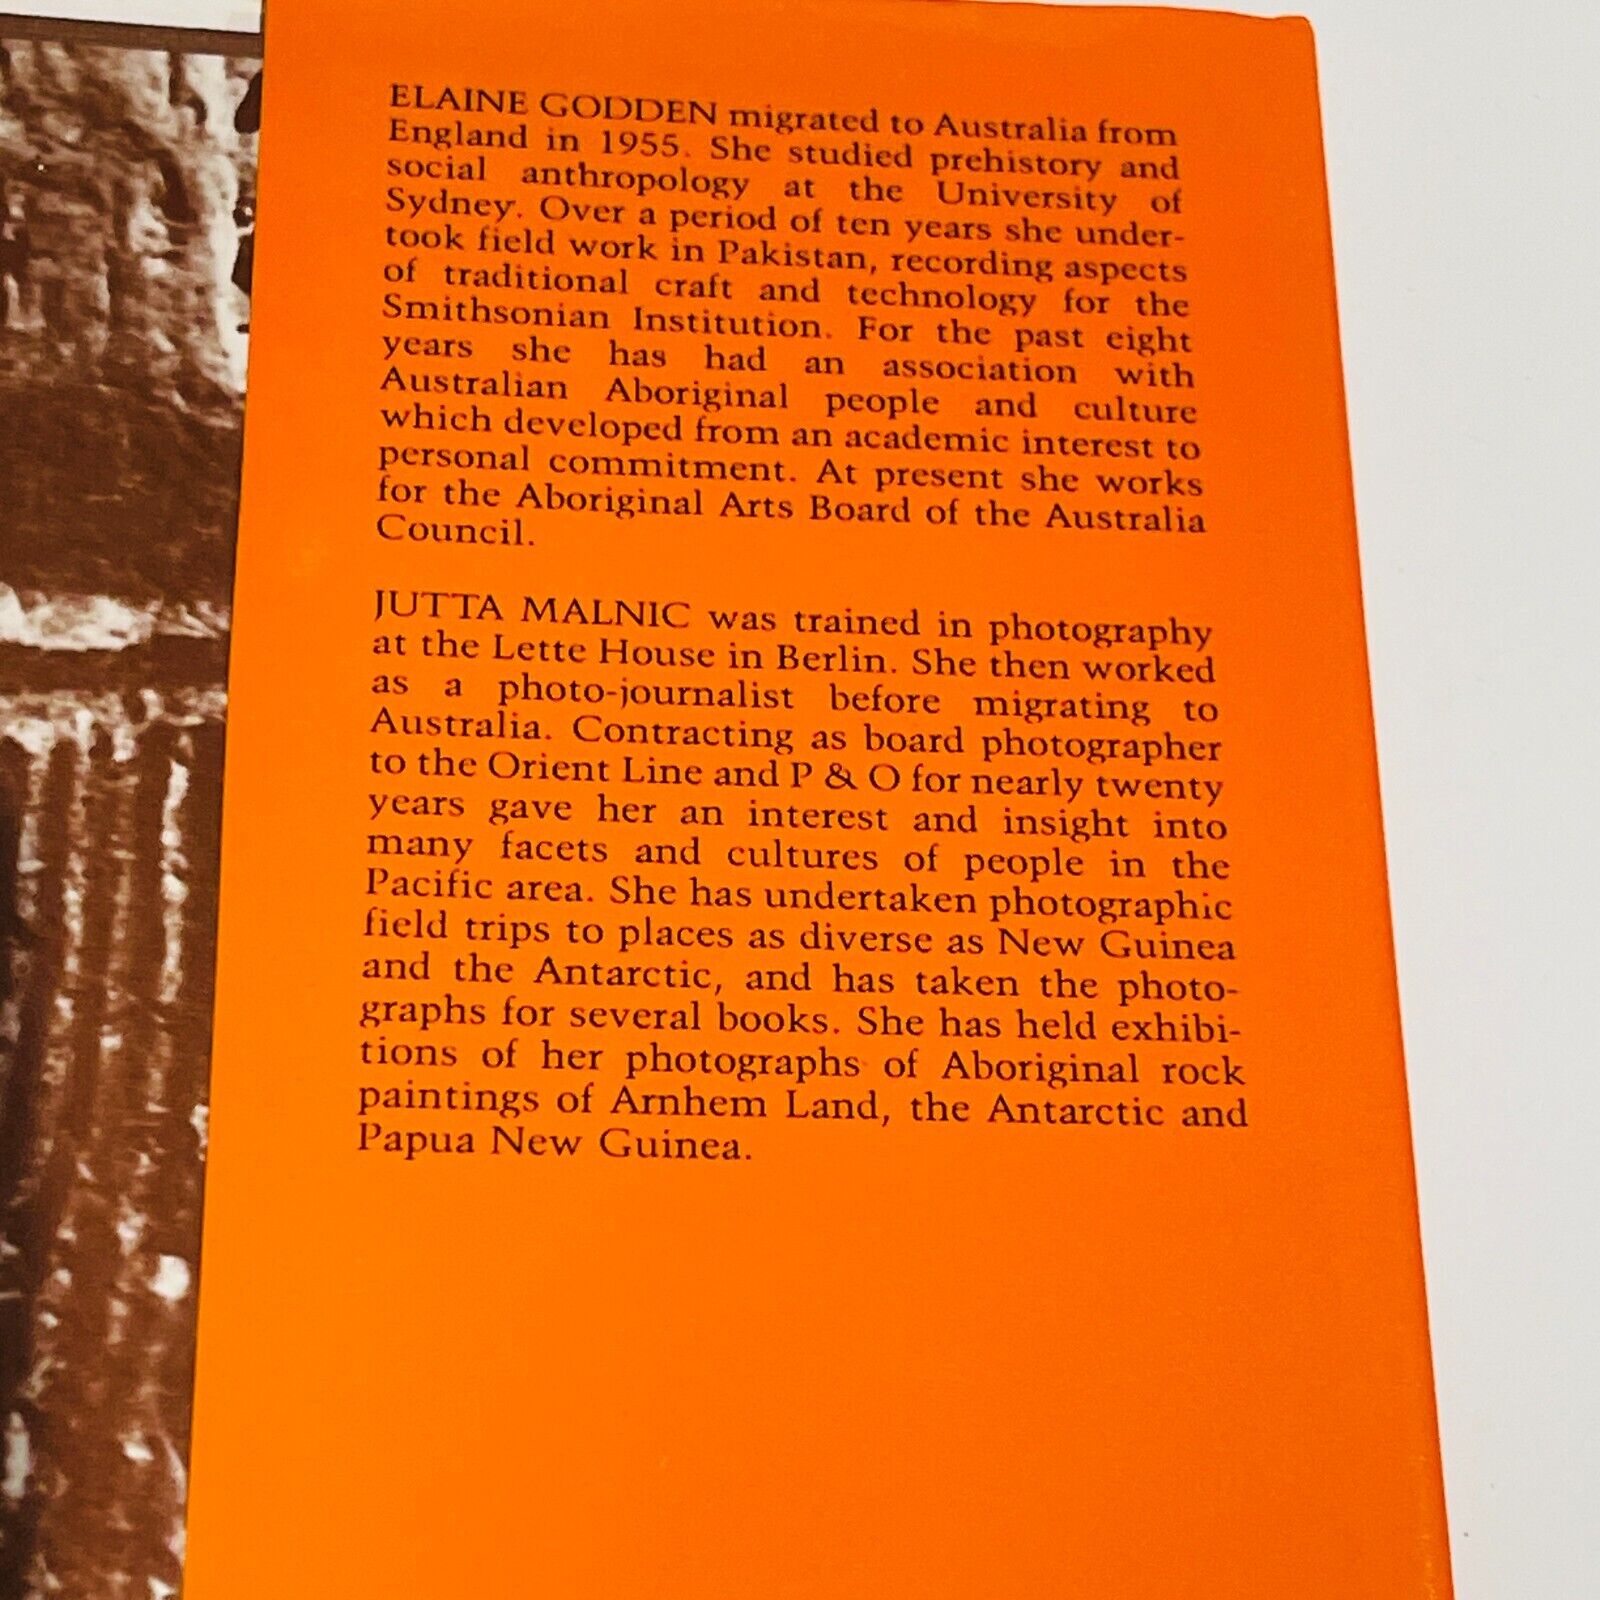 ELAINE GODDEN migrated to Australia from
England in 1955. She studied prehistory and
social anthropology at the University of
Sydney. Over a period of ten years she under-
took field work in Pakistan, recording aspects
of traditional craft and technology for the
Smithsonian Institution. For the past eight
years she has had an association with
Australian Aboriginal people and culture
which developed from an academic interest to
personal commitment. At present she works
for the Aboriginal Arts Board of the Australia
Council.
JUTTA MALNIC was trained in photography
at the Lette House in Berlin. She then worked
as a photo-journalist before migrating to
Australia. Contracting as board photographer
to the Orient Line and P & O for nearly twenty
years gave her an interest and insight into
many facets and cultures of people in the
Pacific area. She has undertaken photographic
field trips to places as diverse as New Guinea
and the Antarctic, and has taken the photo-
graphs for several books. She has held exhibi-
tions of her photographs of Aboriginal rock
paintings of Arnhem Land, the Antarctic and
Papua New Guinea.